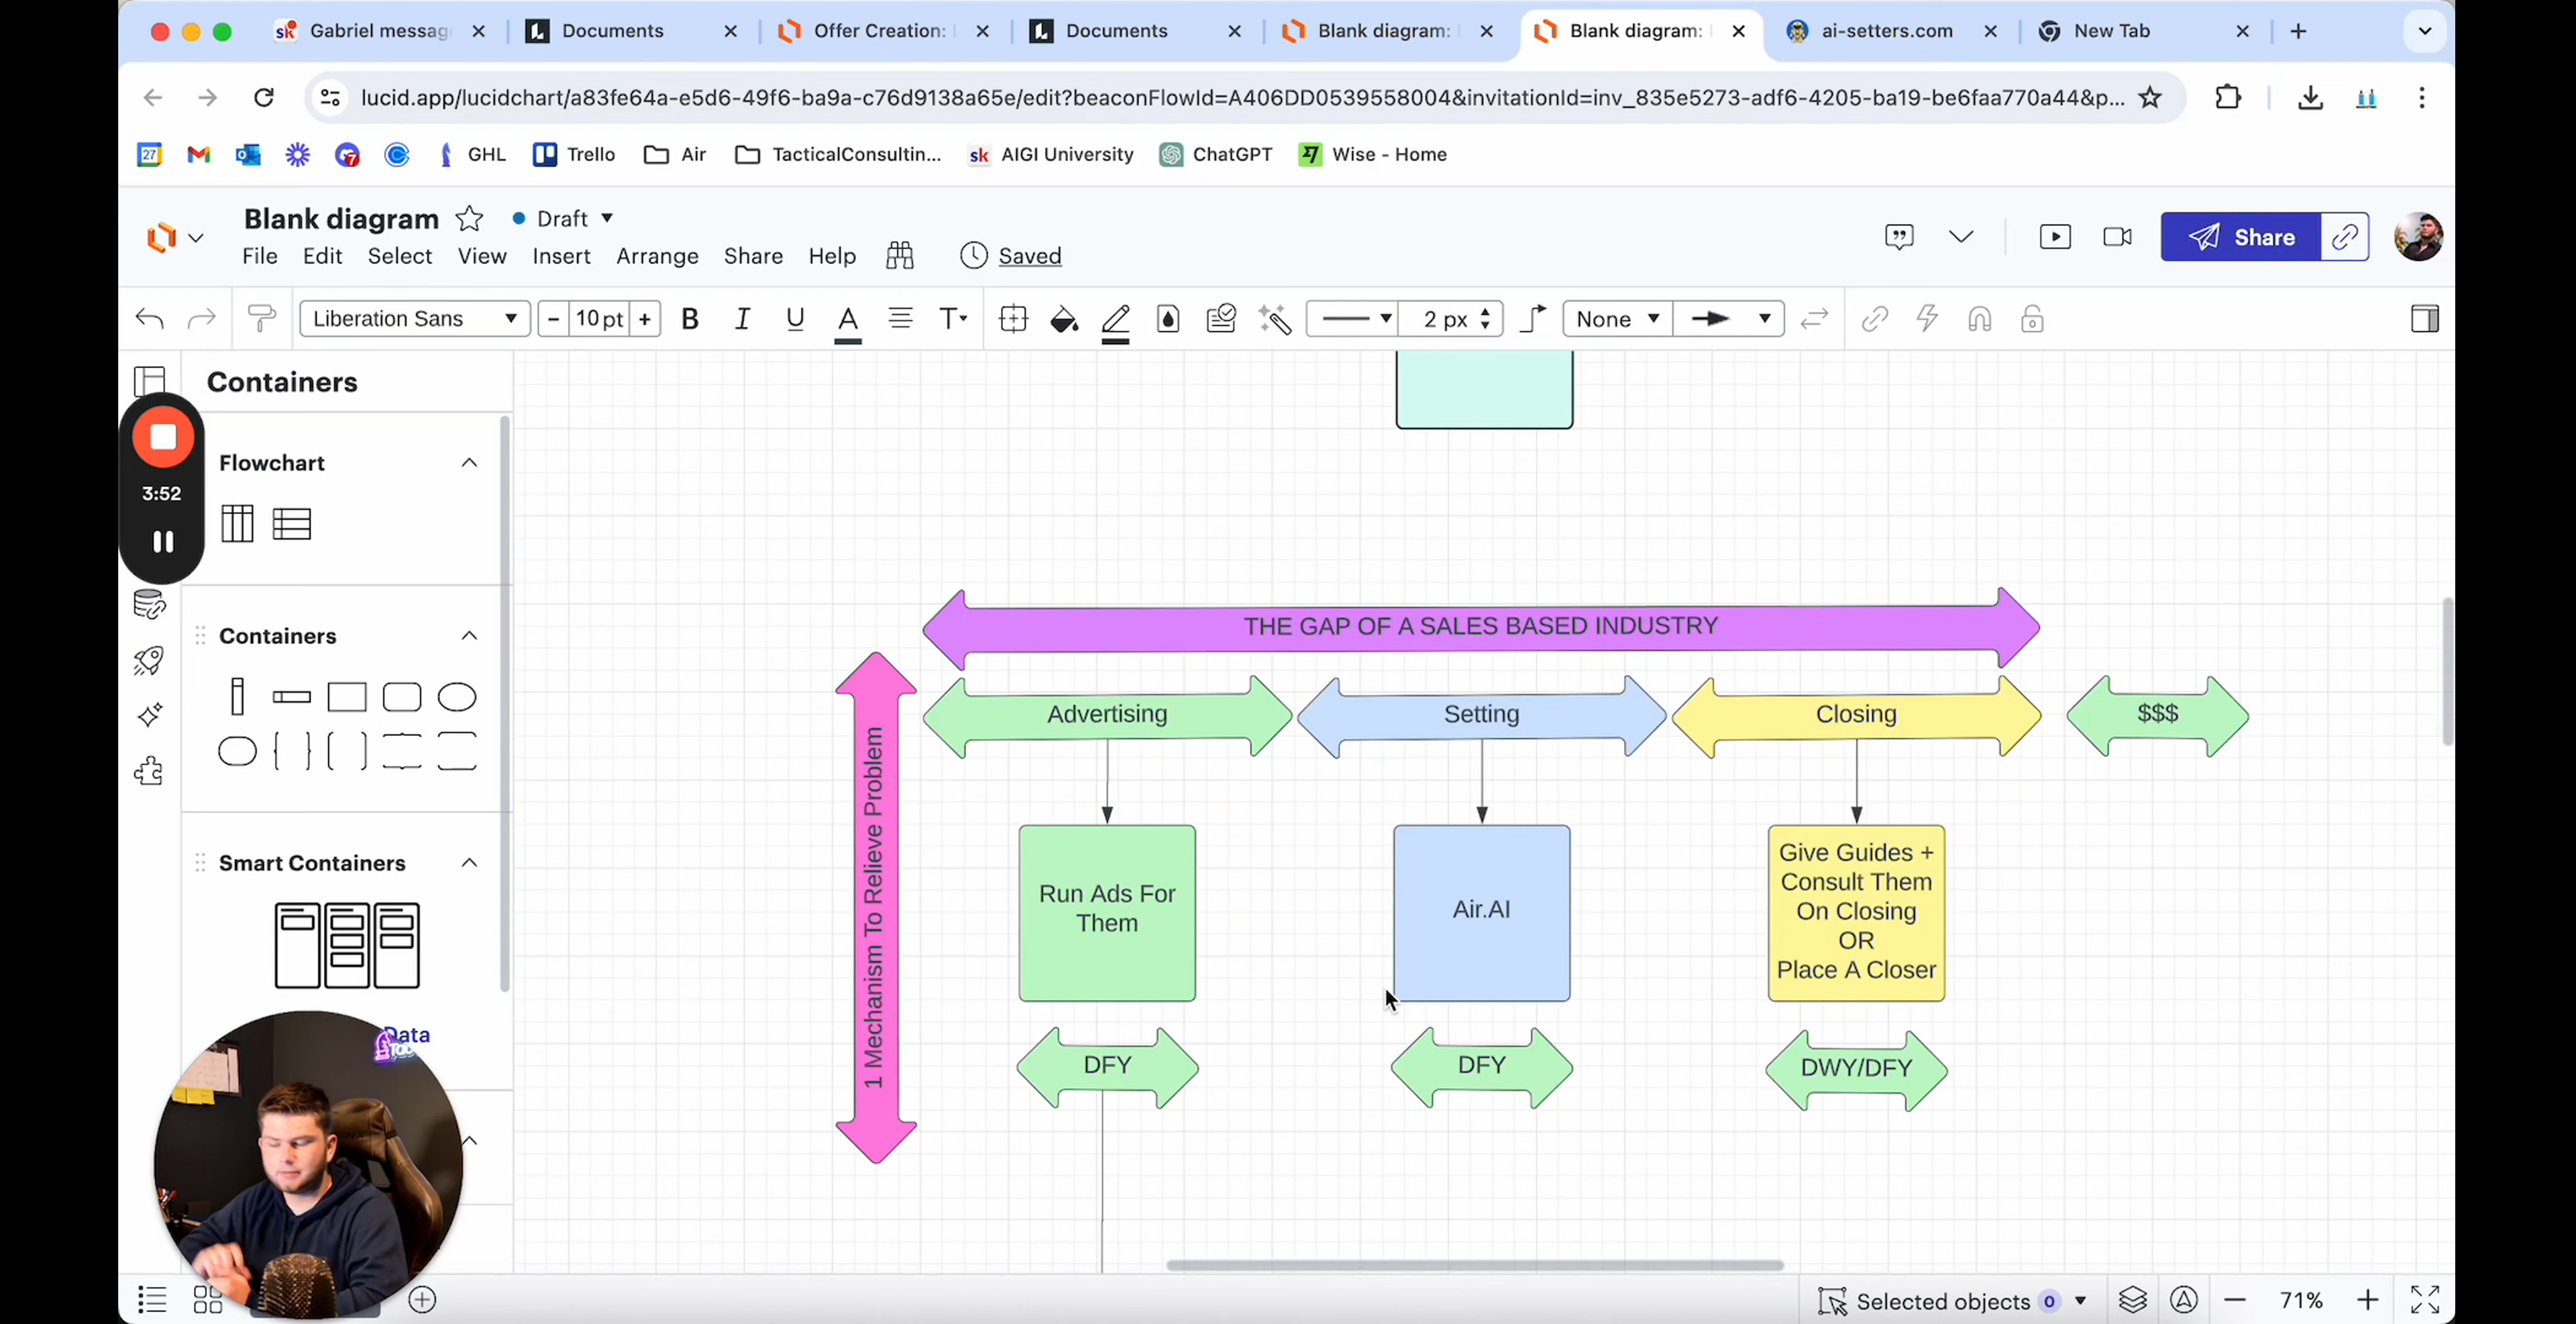 Gabriel messag
Documents
Offer Creation:
Documents
Blank diagram:
Blank diagram:
ai-setters.com
New Tab
lucid.app/lucidchart/a83fe64a-e5d6-49f6-ba9a-c76d9138a65e/edit?beaconFlowId=A406DD0539558004&invitationId=inv_835e5273-adf6-4205-ba19-be6faa770a44&p...
27
GHL
Trello
Air
TacticalConsultin...
sk AIGI University
ChatGPT
Wise - Home
Blank diagram
Draft
File Edit Select View Insert Arrange Share Help
Saved
Share
Liberation Sans
- 10 pt +
B I U A T
2 px
None
Containers
3:52
Flowchart
Containers
Smart Containers
Data
THE GAP OF A SALES BASED INDUSTRY
1 Mechanism To Relieve Problem
Advertising
Setting
Closing
$$$
Run Ads For
Them
Air.AI
Give Guides +
Consult Them
On Closing
OR
Place A Closer
DFY
DFY
DWY/DFY
Selected objects 0
71%